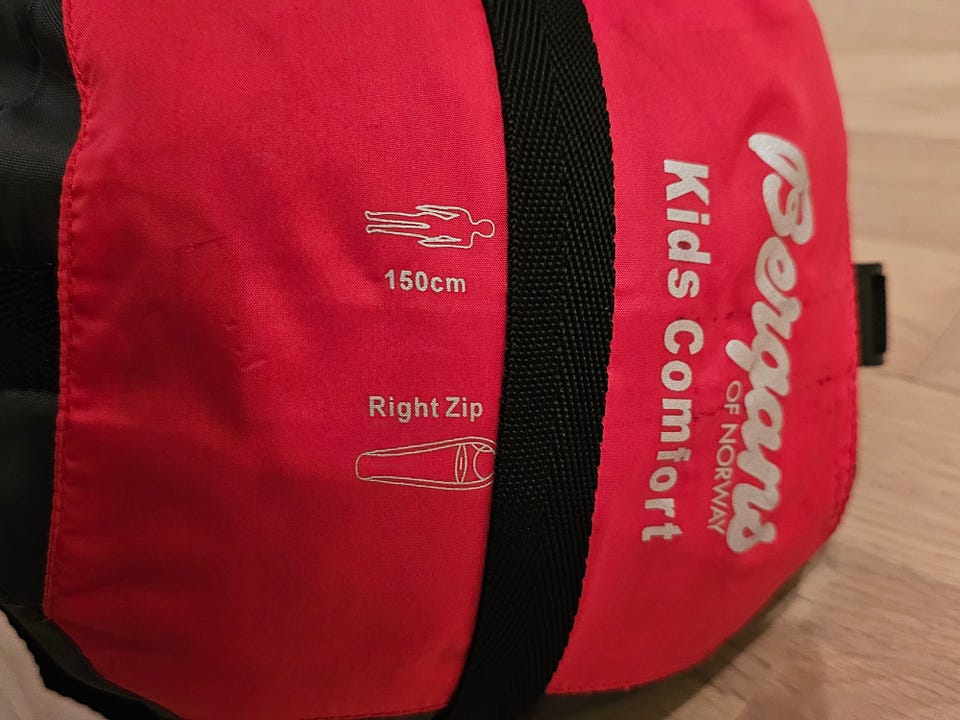 Bergans
OF NORWAY
Kids Comfort
150cm
Right Zip